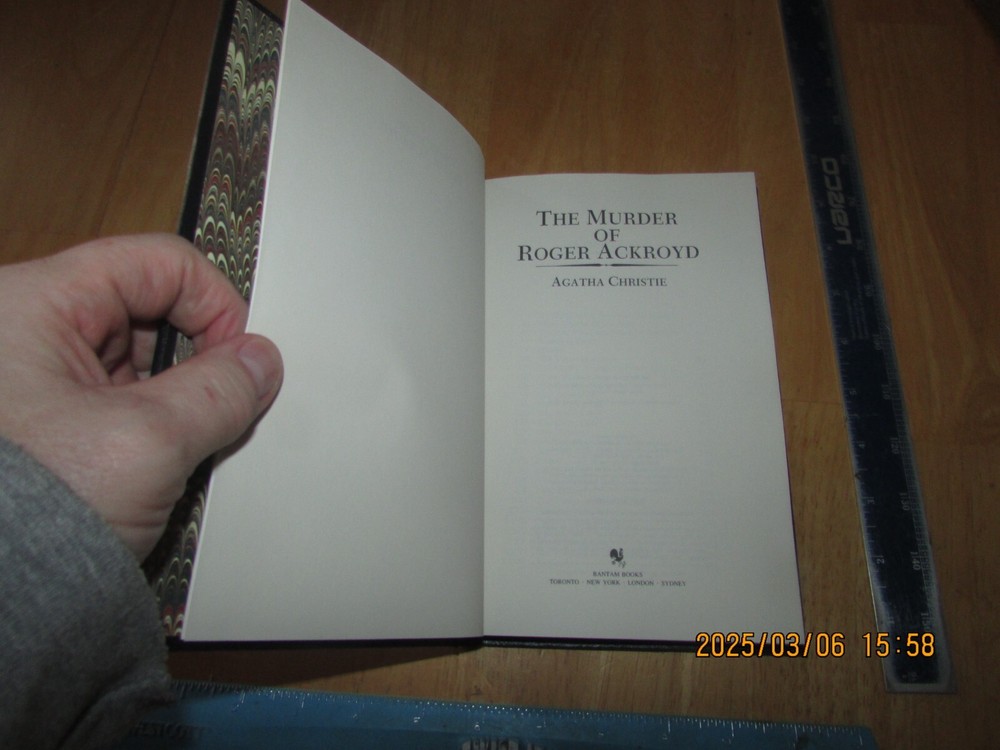 THE MURDER
OF
ROGER ACKROYD
AGATHA CHRISTIE
BANTAM BOOKS
TORONTO · NEW YORK · LONDON · SYDNEY
2025/03/06 15:58
WESTCOTT